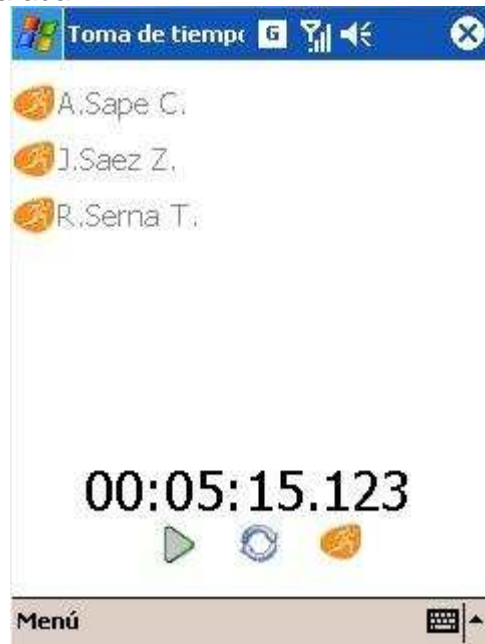 Toma de tiempo
G
A.Sape C.
J.Saez Z.
R.Serna T.
00:05:15.123
Menú